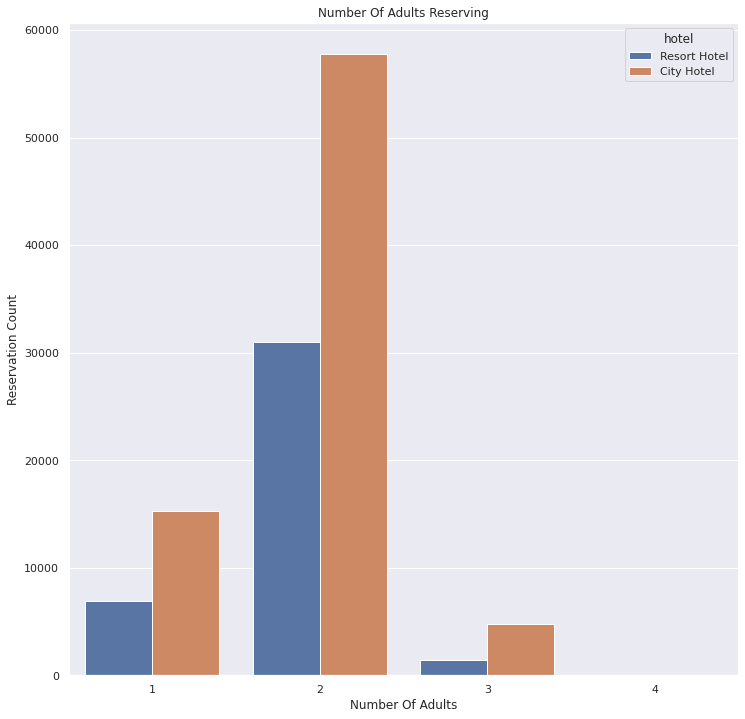 Number Of Adults Reserving
hotel
Resort Hotel
City Hotel
Reservation Count
60000
50000
40000
30000
20000
10000
0
1 2 3 4
Number Of Adults